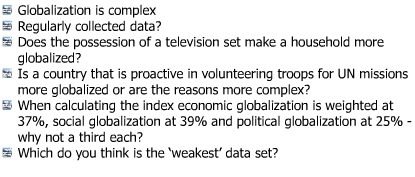 Globalization is complex
Regularly collected data?
Does the possession of a television set make a household more
globalized?
Is a country that is proactive in volunteering troops for UN missions
more globalized or are the reasons more complex?
When calculating the index economic globalization is weighted at
37%, social globalization at 39% and political globalization at 25% -
why not a third each?
Which do you think is the ‘weakest’ data set?